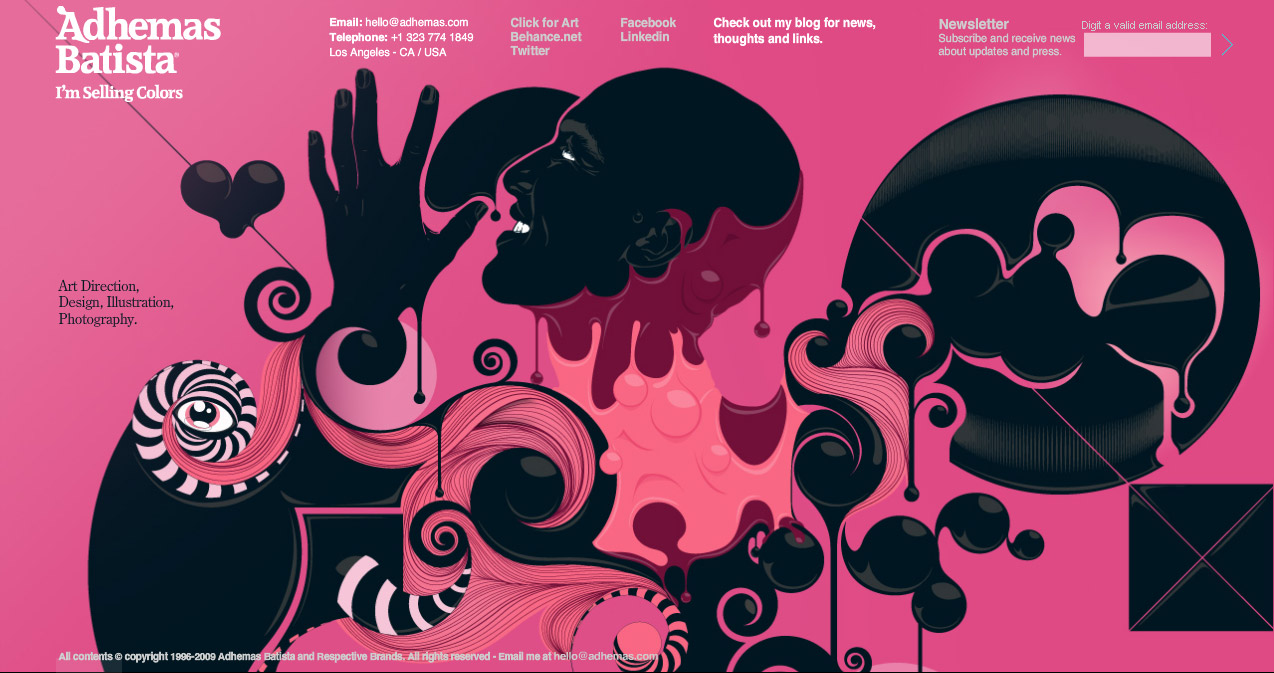 Adhemas
Batista®
I'm Selling Colors
Email: hello@adhemas.com
Telephone: +1 323 774 1849
Los Angeles - CA / USA
Click for Art
Behance.net
Twitter
Facebook
Linkedin
Check out my blog for news,
thoughts and links.
Newsletter
Subscribe and receive news
about updates and press.
Digit a valid email address:
Art Direction,
Design, Illustration,
Photography.
All contents © copyright 1996-2009 Adhemas Batista and Respective Brands. All rights reserved - Email me at hello@adhemas.com